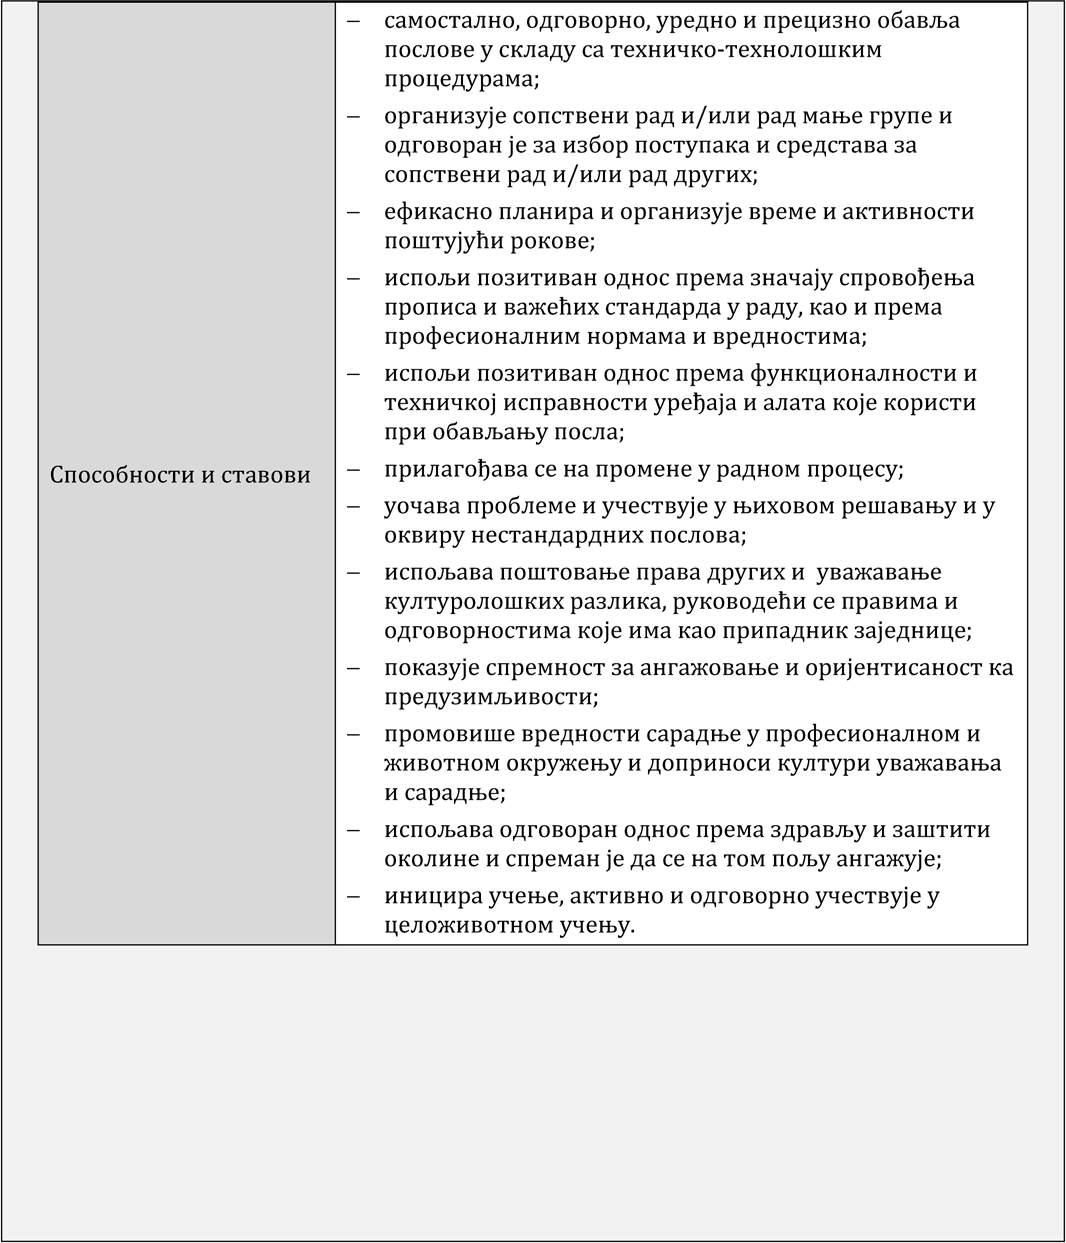 Способности и ставови
– самостално, одговорно, уредно и прецизно обавља
послове у складу са техничко-технолошким
процедурама;
– организује сопствени рад и/или рад мање групе и
одговоран је за избор поступака и средстава за
сопствени рад и/или рад других;
– ефикасно планира и организује време и активности
поштујући рокове;
– испољи позитиван однос према значају спровођења
прописа и важећих стандарда у раду, као и према
професионалним нормама и вредностима;
– испољи позитиван однос према функционалности и
техничкој исправности уређаја и алата које користи
при обављању посла;
– прилагођава се на промене у радном процесу;
– уочава проблеме и учествује у њиховом решавању и у
оквиру нестандардних послова;
– испољава поштовање права других и  уважавање
културолошких разлика, руководећи се правима и
одговорностима које има као припадник заједнице;
– показује спремност за ангажовање и оријентисаност ка
предузимљивости;
– промовише вредности сарадње у професионалном и
животном окружењу и доприноси култури уважавања
и сарадње;
– испољава одговоран однос према здрављу и заштити
околине и спреман је да се на том пољу ангажује;
– иницира учење, активно и одговорно учествује у
целоживотном учењу.